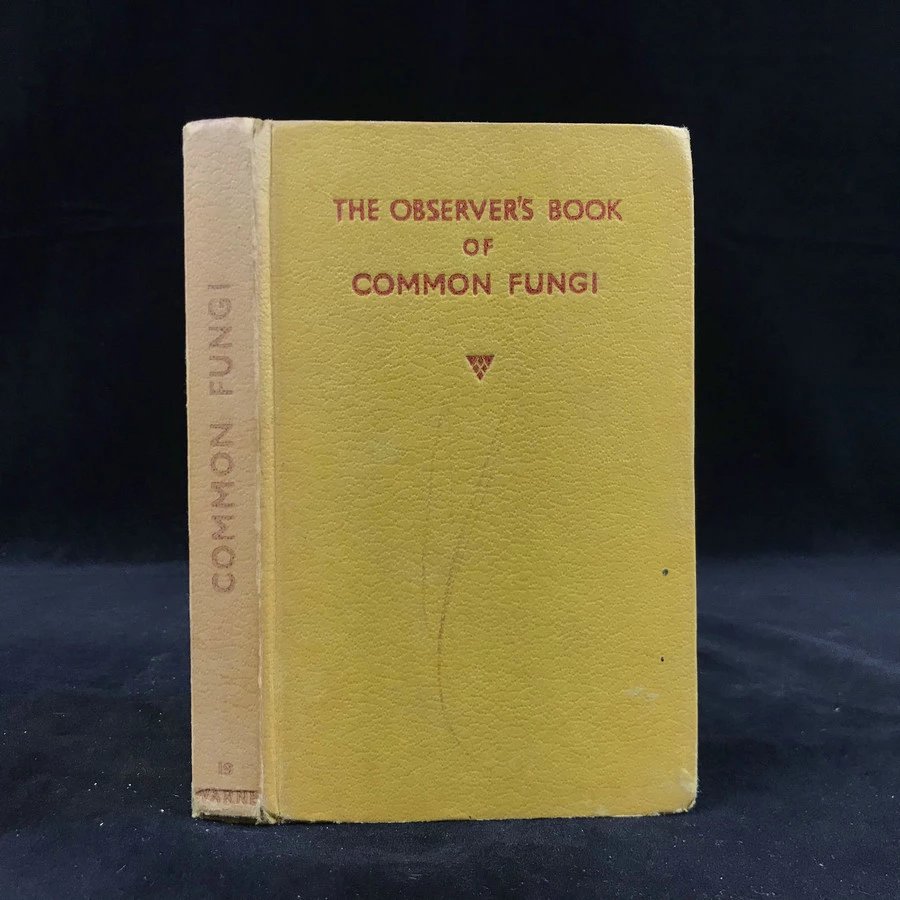 THE OBSERVER'S BOOK
OF
COMMON FUNGI
COMMON FUNGI
19
WARNE